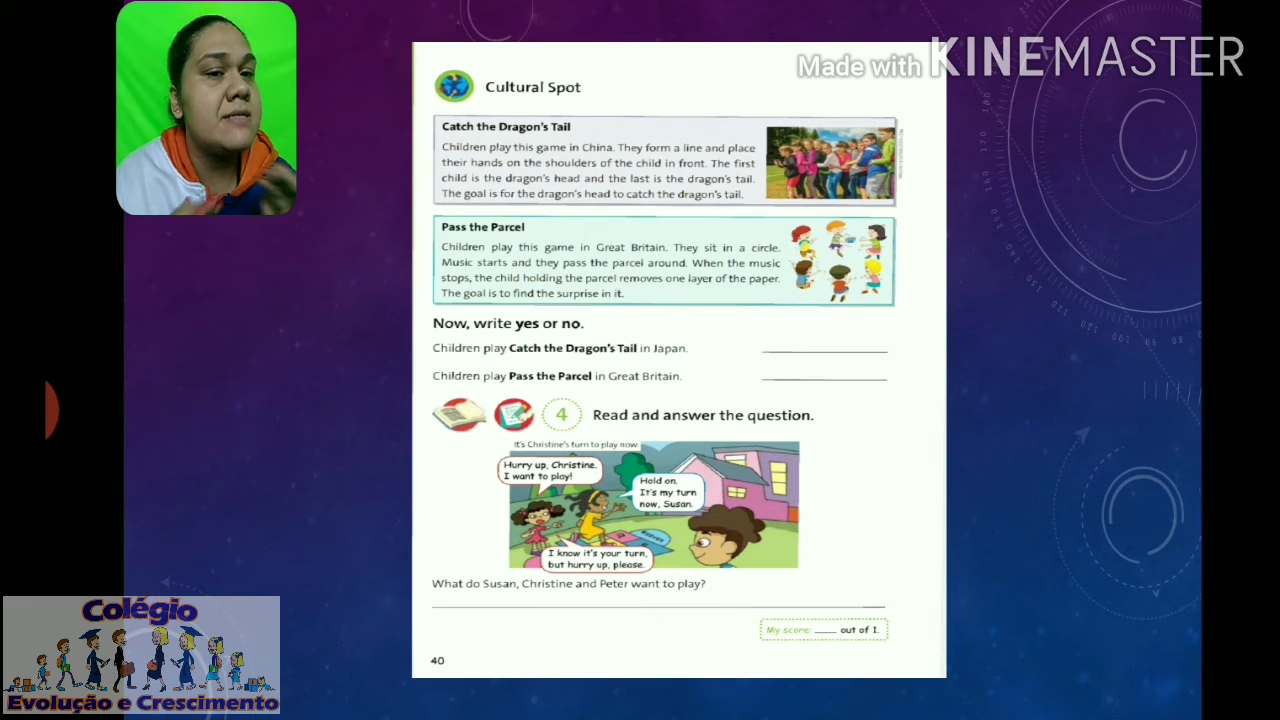 Made with KINEMASTER
Cultural Spot
Catch the Dragon's Tail
Children play this game in China. They form a line and place
their hands on the shoulders of the child in front. The first
child is the dragon's head and the last is the dragon's tail.
The goal is for the dragon's head to catch the dragon's tail.
Pass the Parcel
Children play this game in Great Britain. They sit in a circle.
Music starts and they pass the parcel around. When the music
stops, the child holding the parcel removes one layer of the paper.
The goal is to find the surprise in it.
Now, write yes or no.
Children play Catch the Dragon's Tail in Japan.
Children play Pass the Parcel in Great Britain.
4 Read and answer the question.
It's Christine's turn to play now.
Hurry up, Christine.
I want to play!
Hold on.
It's my turn
now, Susan.
I know it's your turn,
but hurry up, please.
What do Susan, Christine and Peter want to play?
My score: ____ out of 1.
40
Colégio
Evolução e Crescimento